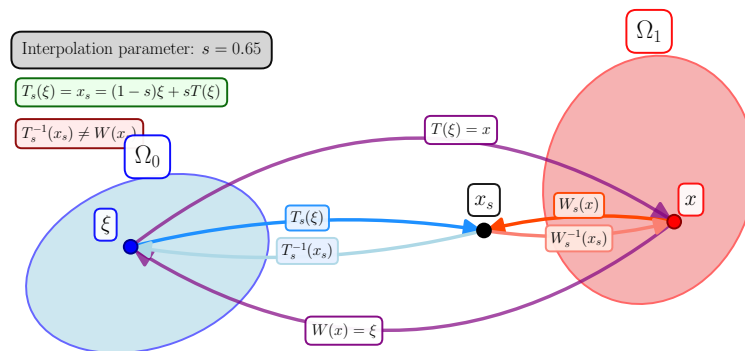 Interpolation parameter: s = 0.65
T_s(ξ) = x_s = (1 − s)ξ + sT(ξ)
T_s^{-1}(x_s) ≠ W(x_s)
Ω_0
Ω_1
T(ξ) = x
ξ
T_s(ξ)
x_s
W_s(x)
x
T_s^{-1}(x_s)
W_s^{-1}(x_s)
W(x) = ξ